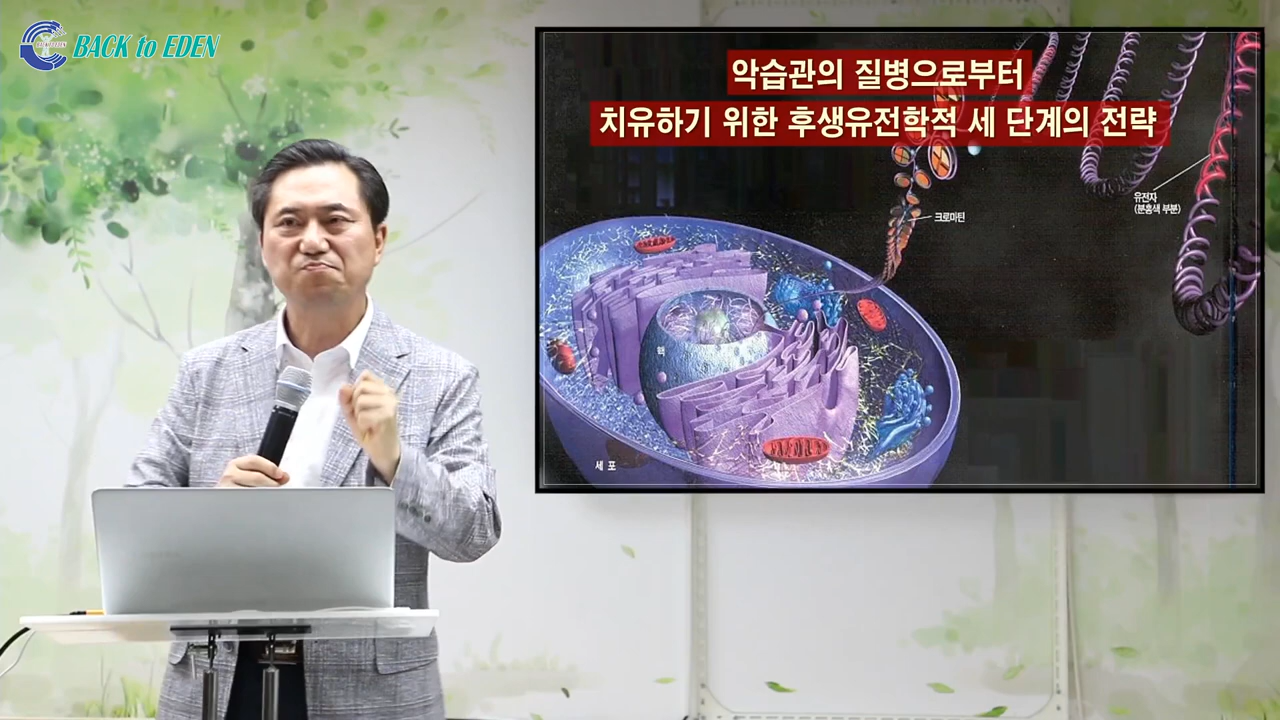 BACK to EDEN
악습관의 질병으로부터
치유하기 위한 후생유전학적 세 단계의 전략
유전자
(분홍색 부분)
크로마틴
핵
세 포